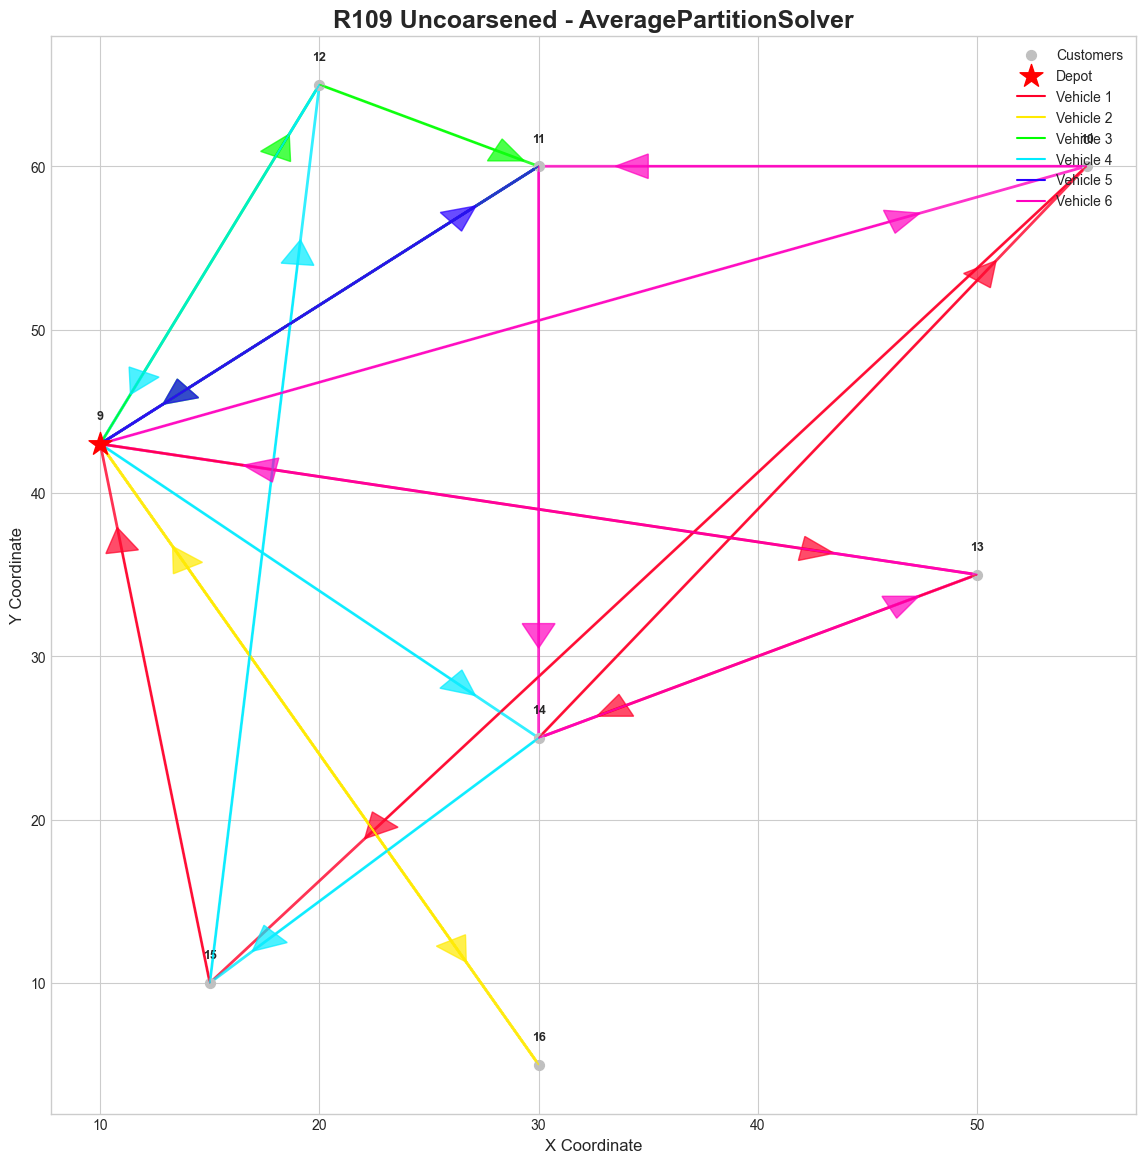 R109 Uncoarsened - AveragePartitionSolver
Customers
Depot
Vehicle 1
Vehicle 2
Vehicle 3
Vehicle 4
Vehicle 5
Vehicle 6
12
11
10
9
13
14
15
16
60
50
40
30
20
10
Y Coordinate
10
20
30
40
50
X Coordinate